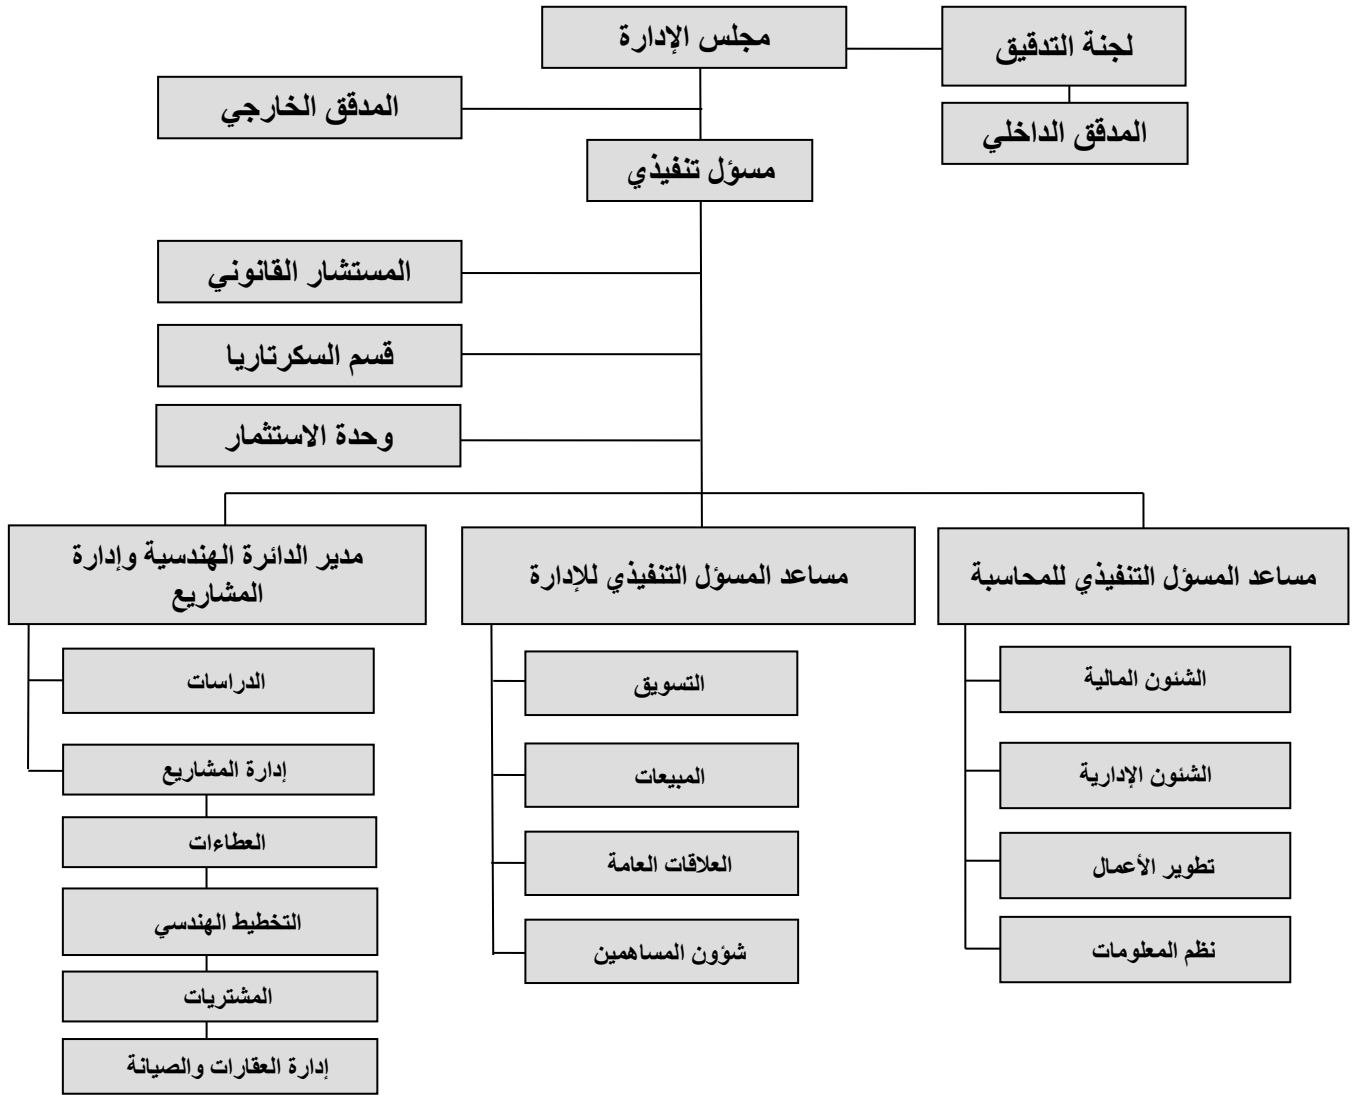 مجلس الإدارة
لجنة التدقيق
المدقق الخارجي
المدقق الداخلي
مسؤل تنفيذي
المستشار القانوني
قسم السكرتاريا
وحدة الاستثمار
مساعد المسؤل التنفيذي للمحاسبة
الشئون المالية
الشئون الإدارية
تطوير الأعمال
نظم المعلومات
مساعد المسؤل التنفيذي للإدارة
التسويق
المبيعات
العلاقات العامة
شؤون المساهمين
مدير الدائرة الهندسية وإدارة
المشاريع
الدراسات
إدارة المشاريع
العطاءات
التخطيط الهندسي
المشتريات
إدارة العقارات والصيانة